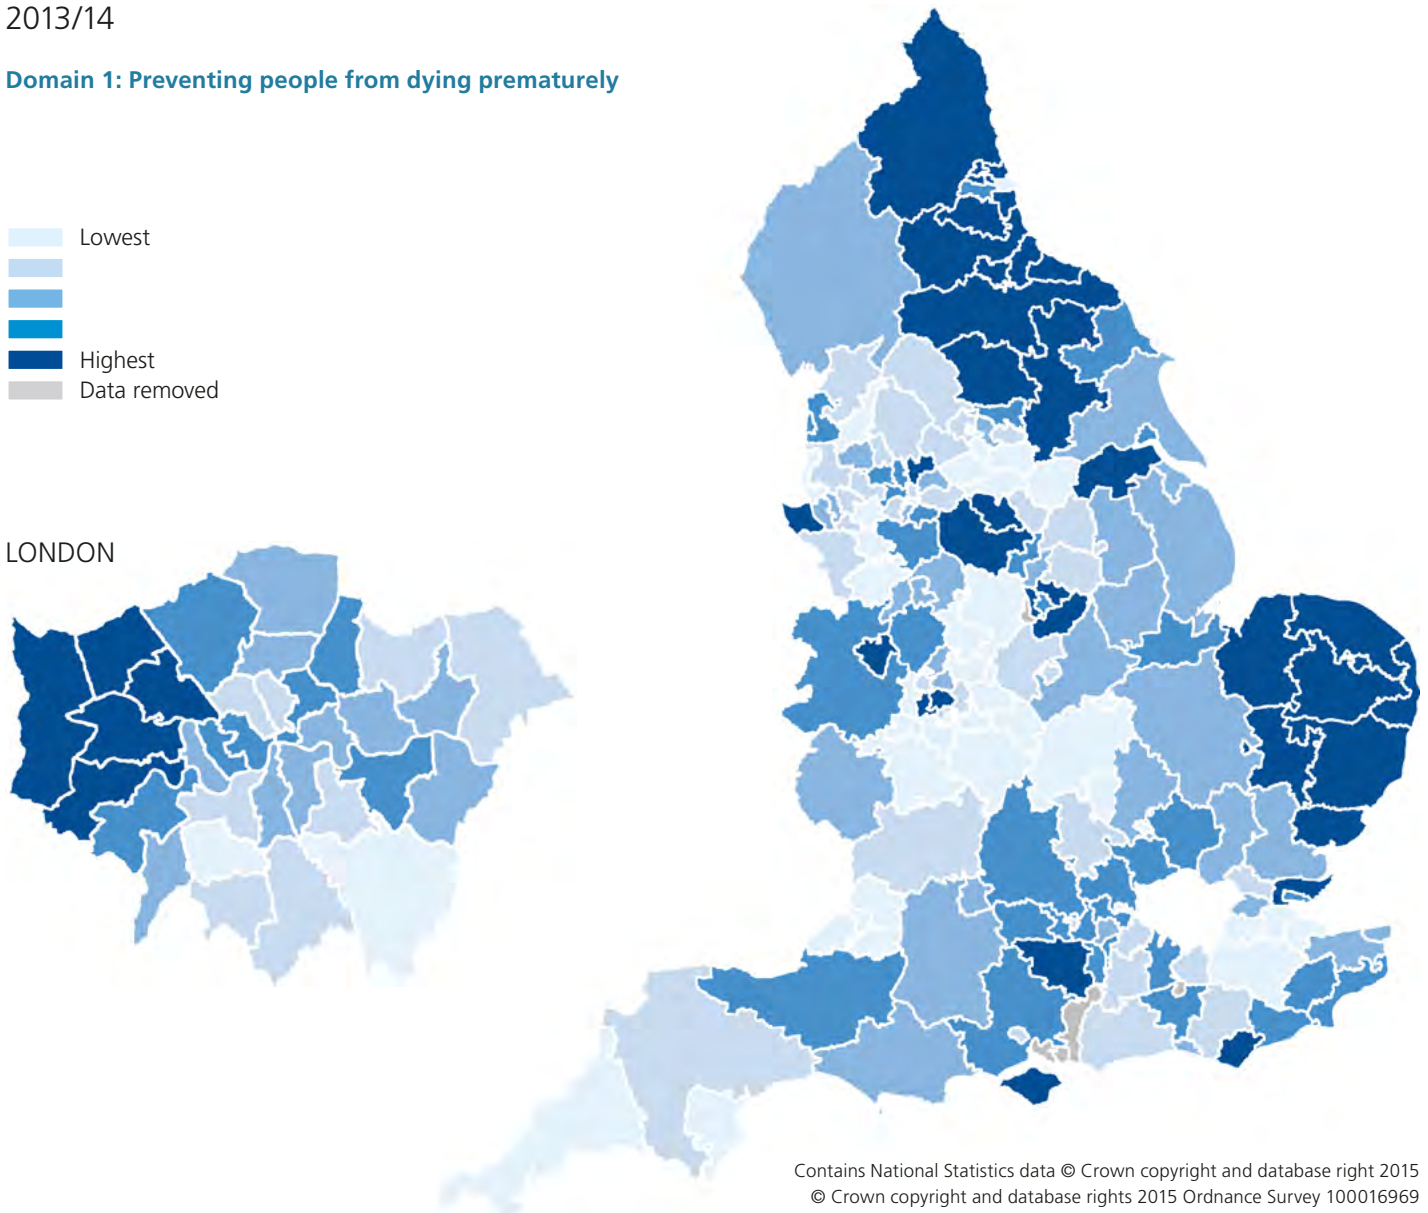 2013/14
Domain 1: Preventing people from dying prematurely
Lowest
Highest
Data removed
LONDON
Contains National Statistics data © Crown copyright and database right 2015
© Crown copyright and database rights 2015 Ordnance Survey 100016969